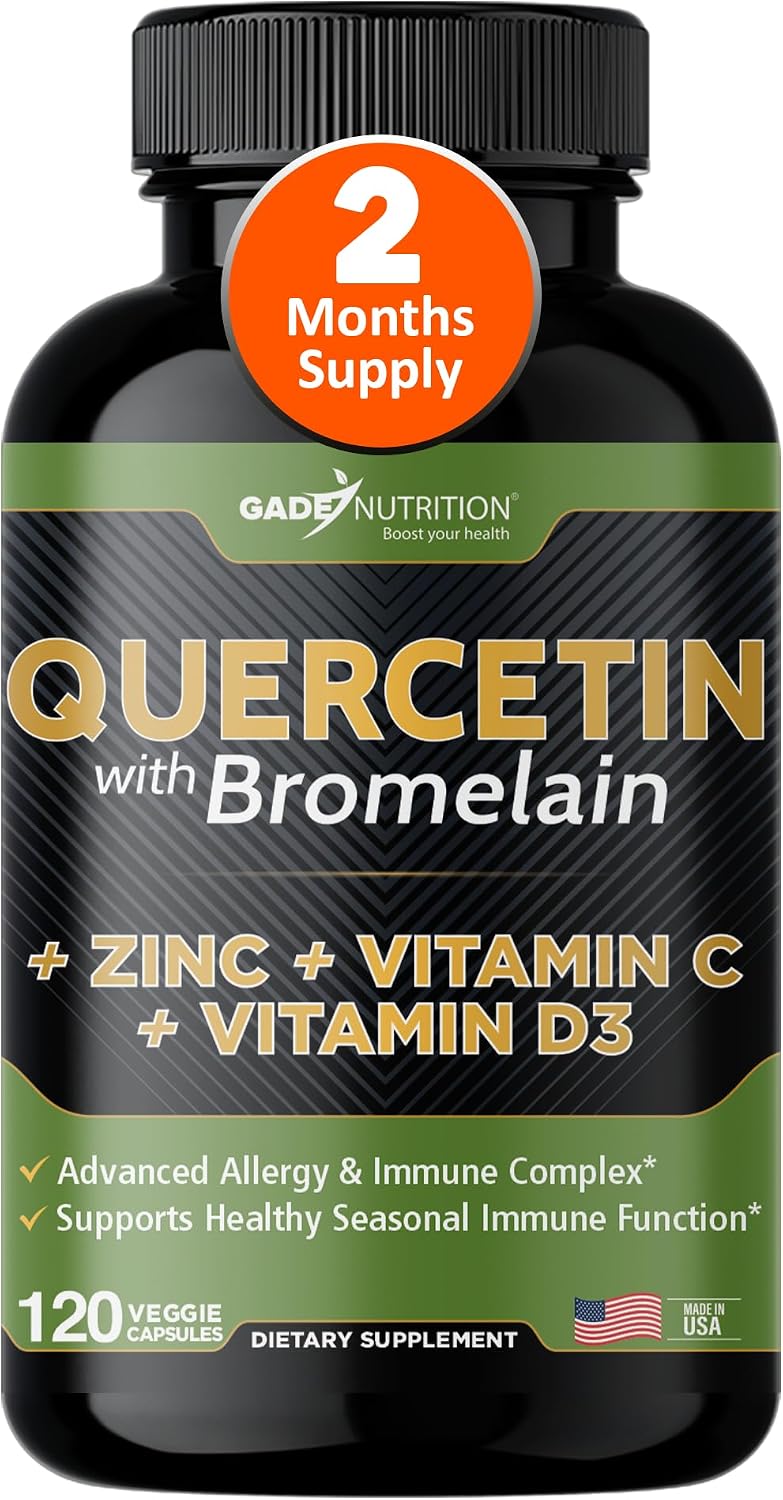 2
Months
Supply
GADE NUTRITION®
Boost your health
QUERCETIN
with Bromelain
+ ZINC + VITAMIN C
+ VITAMIN D3
✓ Advanced Allergy & Immune Complex*
✓ Supports Healthy Seasonal Immune Function*
120 VEGGIE
CAPSULES
DIETARY SUPPLEMENT
MADE IN
USA